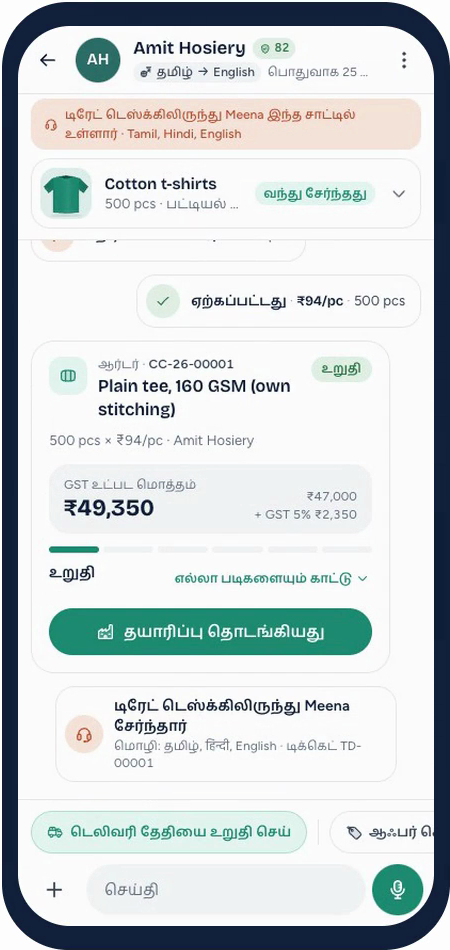 AH
Amit Hosiery
82
தமிழ் → English
பொதுவாக 25 ...
டிரேட் டெஸ்க்கிலிருந்து Meena இந்த சாட்டில்
உள்ளார் · Tamil, Hindi, English
Cotton t-shirts
500 pcs · பட்டியல் ...
வந்து சேர்ந்தது
ஏற்கப்பட்டது · ₹94/pc · 500 pcs
ஆர்டர் · CC-26-00001
உறுதி
Plain tee, 160 GSM (own
stitching)
500 pcs × ₹94/pc · Amit Hosiery
GST உட்பட மொத்தம்
₹49,350
₹47,000
+ GST 5% ₹2,350
உறுதி
எல்லா படிகளையும் காட்டு
தயாரிப்பு தொடங்கியது
டிரேட் டெஸ்க்கிலிருந்து Meena
சேர்ந்தார்
மொழி: தமிழ், हिन्दी, English · டிக்கெட் TD-
00001
டெலிவரி தேதியை உறுதி செய்
ஆஃபர்
செய்தி